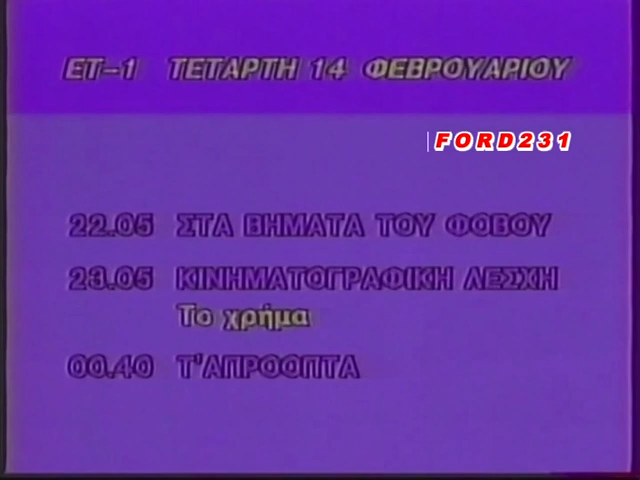 ΕΤ-1 ΤΕΤΑΡΤΗ 14 ΦΕΒΡΟΥΑΡΙΟΥ
FORD231
22.05 ΣΤΑ ΒΗΜΑΤΑ ΤΟΥ ΦΟΒΟΥ
23.05 ΚΙΝΗΜΑΤΟΓΡΑΦΙΚΗ ΛΕΣΧΗ
Το χρήμα
00.40 Τ'ΑΠΡΟΟΠΤΑ